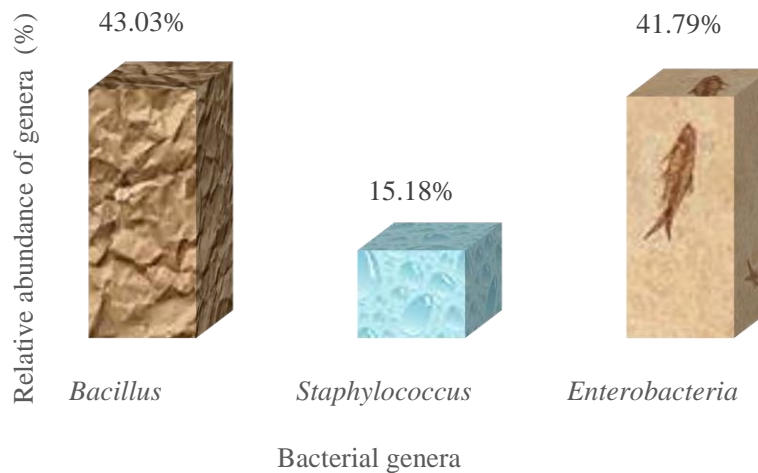 Relative abundance of genera (%)
43.03%
15.18%
41.79%
Bacillus
Staphylococcus
Enterobacteria
Bacterial genera